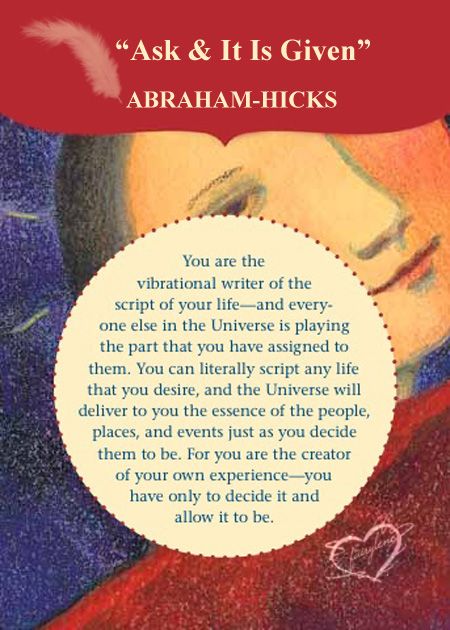 “Ask & It Is Given”
ABRAHAM-HICKS
You are the
vibrational writer of the
script of your life—and every-
one else in the Universe is playing
the part that you have assigned to
them. You can literally script any life
that you desire, and the Universe will
deliver to you the essence of the people,
places, and events just as you decide
them to be. For you are the creator
of your own experience—you
have only to decide it and
allow it to be.